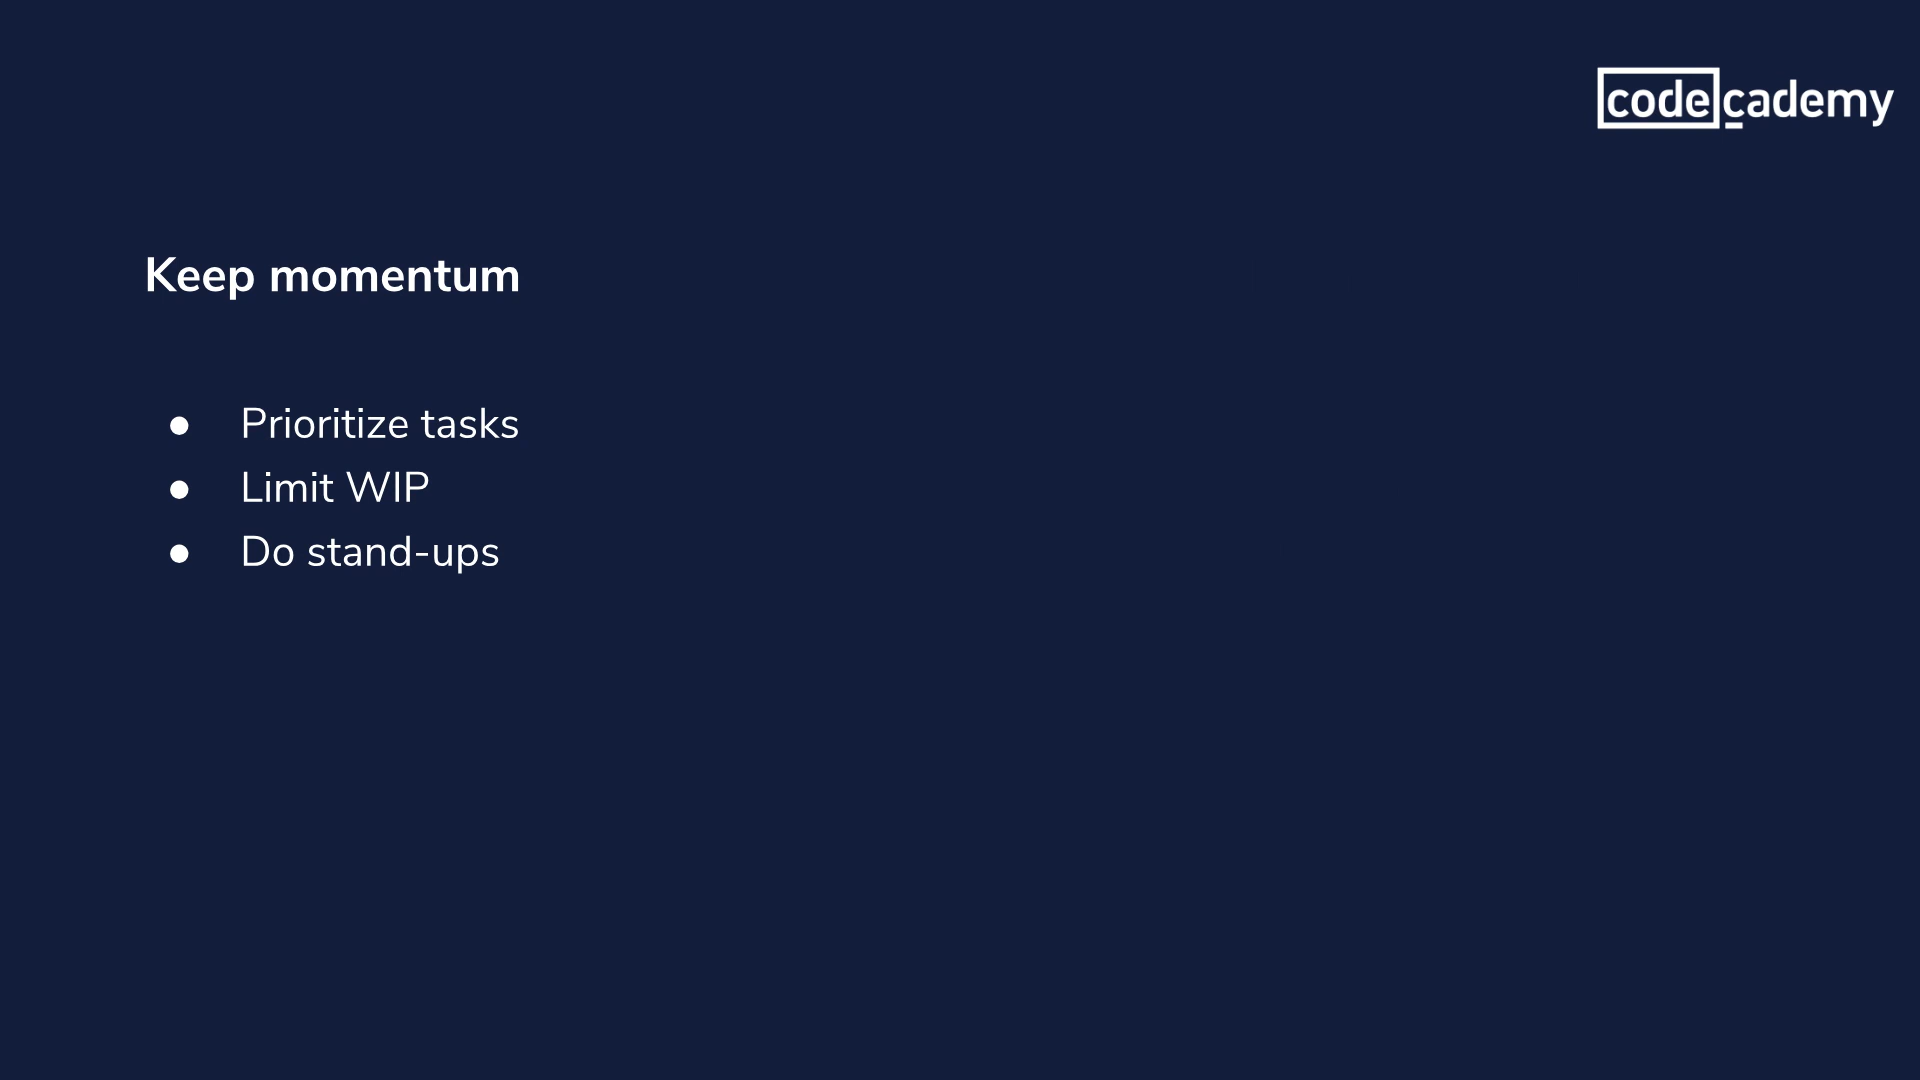 codecademy
Keep momentum
● Prioritize tasks
● Limit WIP
● Do stand-ups